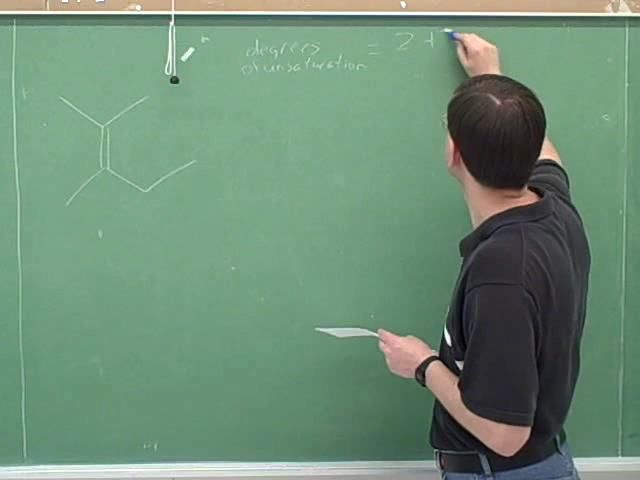 degrees = 2 +
of unsaturation